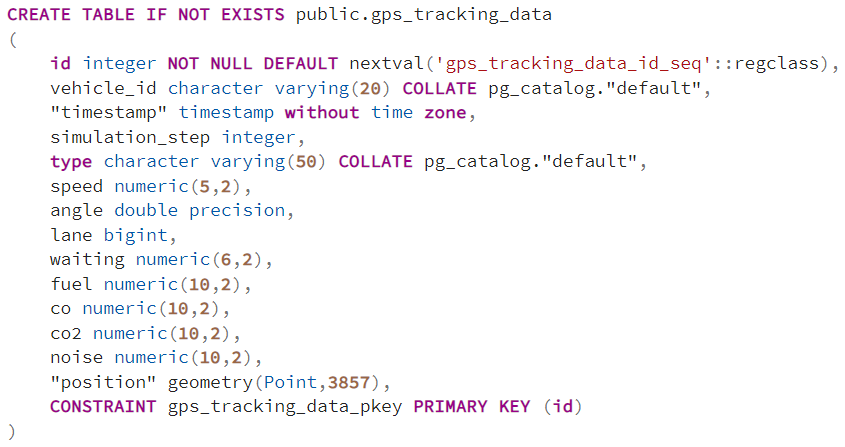 CREATE TABLE IF NOT EXISTS public.gps_tracking_data
(
    id integer NOT NULL DEFAULT nextval('gps_tracking_data_id_seq'::regclass),
    vehicle_id character varying(20) COLLATE pg_catalog."default",
    "timestamp" timestamp without time zone,
    simulation_step integer,
    type character varying(50) COLLATE pg_catalog."default",
    speed numeric(5,2),
    angle double precision,
    lane bigint,
    waiting numeric(6,2),
    fuel numeric(10,2),
    co numeric(10,2),
    co2 numeric(10,2),
    noise numeric(10,2),
    "position" geometry(Point,3857),
    CONSTRAINT gps_tracking_data_pkey PRIMARY KEY (id)
)